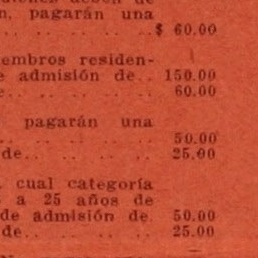 n, pagarán una
$ 60.00
embros residen-
e admisión de.. 150.00
e.. .. .. .. 60.00
pagarán una
.. .. .. .. 50.00
de.. .. .. .. 25.00
cual categoría
a 25 años de
de admisión de. 50.00
de.. .. .. .. 25.00